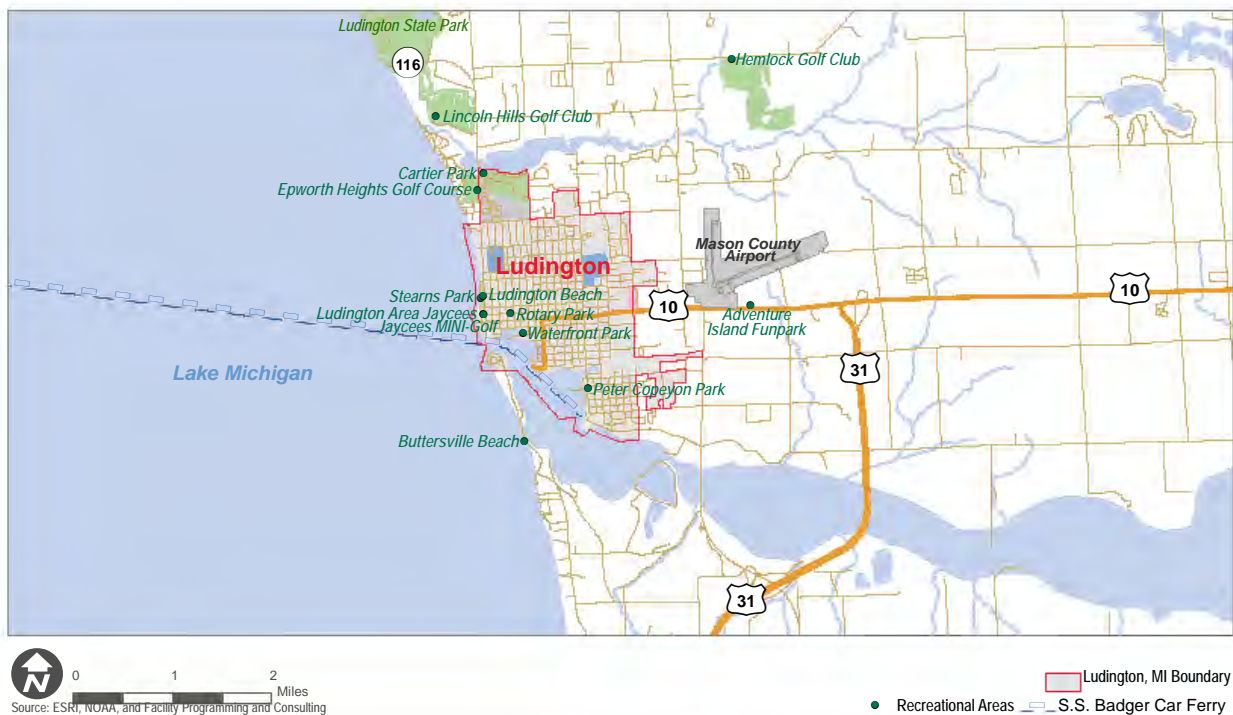 Ludington State Park
116
Hemlock Golf Club
Lincoln Hills Golf Club
Cartier Park
Epworth Heights Golf Course
Mason County
Airport
Ludington
Stearns Park
Ludington Beach
10
10
Ludington Area Jaycees
Rotary Park
Adventure
Island Funpark
Jaycees MINI-Golf
Waterfront Park
31
Lake Michigan
Peter Copeyon Park
Buttersville Beach
31
N
0 1 2
Miles
Source: ESRI, NOAA, and Facility Programming and Consulting
Ludington, MI Boundary
Recreational Areas
S.S. Badger Car Ferry